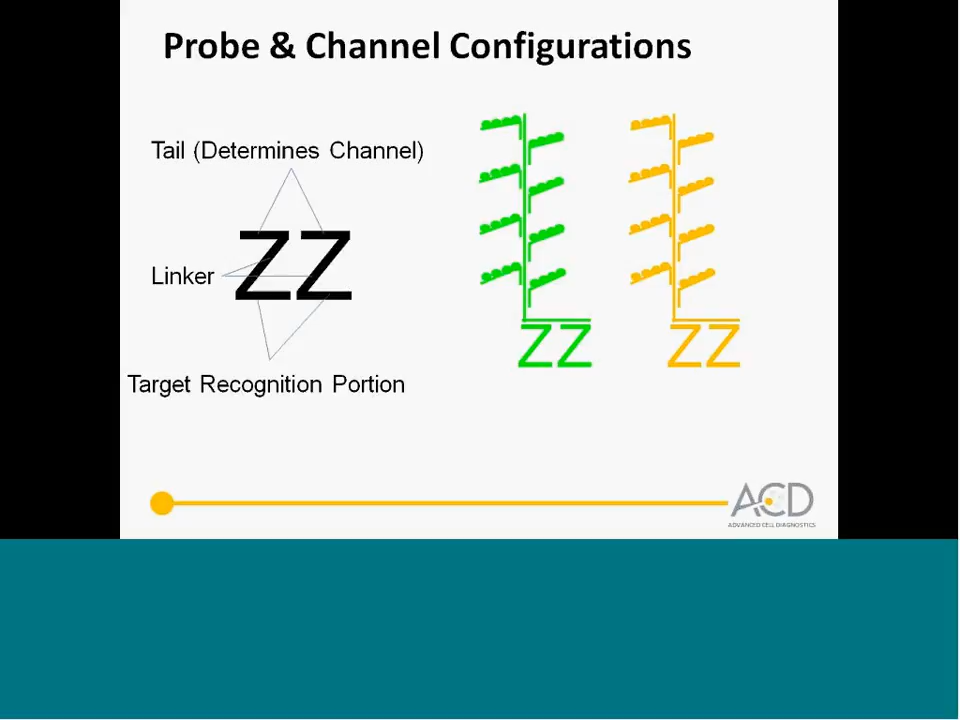 Probe & Channel Configurations
Tail (Determines Channel)
ZZ
Linker
Target Recognition Portion
ZZ
ZZ
ACD
ADVANCED CELL DIAGNOSTICS